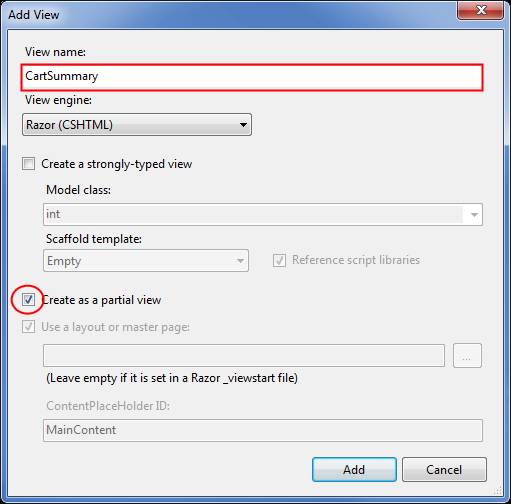 Add View
View name:
CartSummary
View engine:
Razor (CSHTML)
Create a strongly-typed view
Model class:
int
Scaffold template:
Empty
Reference script libraries
Create as a partial view
Use a layout or master page:
...
(Leave empty if it is set in a Razor _viewstart file)
ContentPlaceHolder ID:
MainContent
Add
Cancel